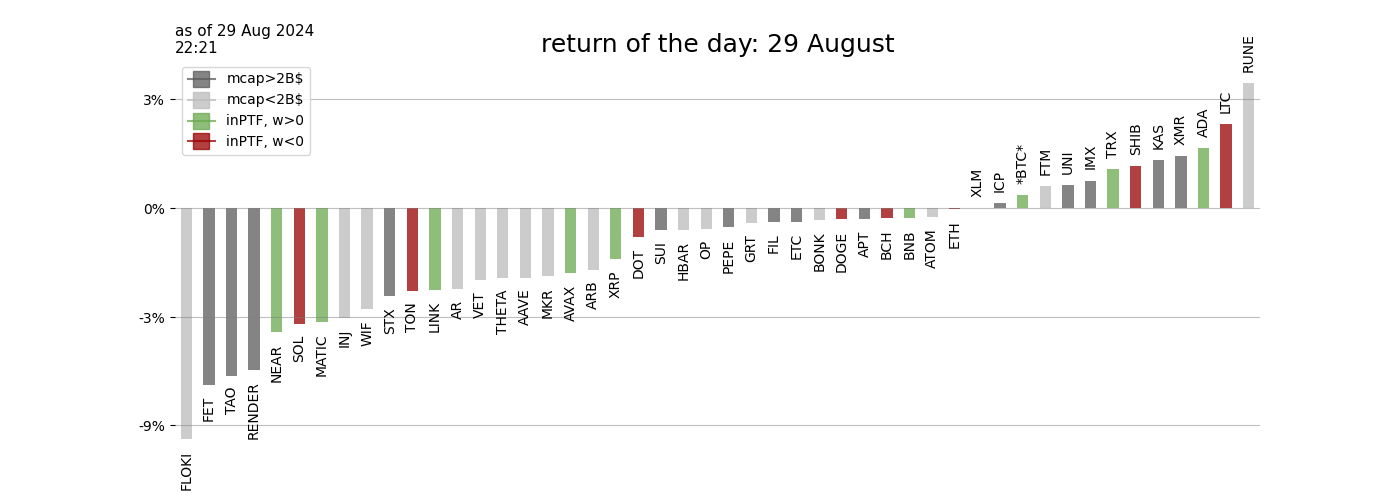 as of 29 Aug 2024
22:21
return of the day: 29 August
mcap>2B$
mcap<2B$
inPTF, w>0
inPTF, w<0
3%
0%
-3%
-9%
FLOKI
FET
TAO
RENDER
NEAR
SOL
MATIC
INJ
WIF
STX
TON
LINK
AR
VET
THETA
AAVE
MKR
AVAX
ARB
XRP
DOT
SUI
HBAR
OP
PEPE
GRT
FIL
ETC
BONK
DOGE
APT
BCH
BNB
ATOM
ETH
XLM
ICP
*BTC*
FTM
UNI
IMX
TRX
SHIB
KAS
XMR
ADA
LTC
RUNE